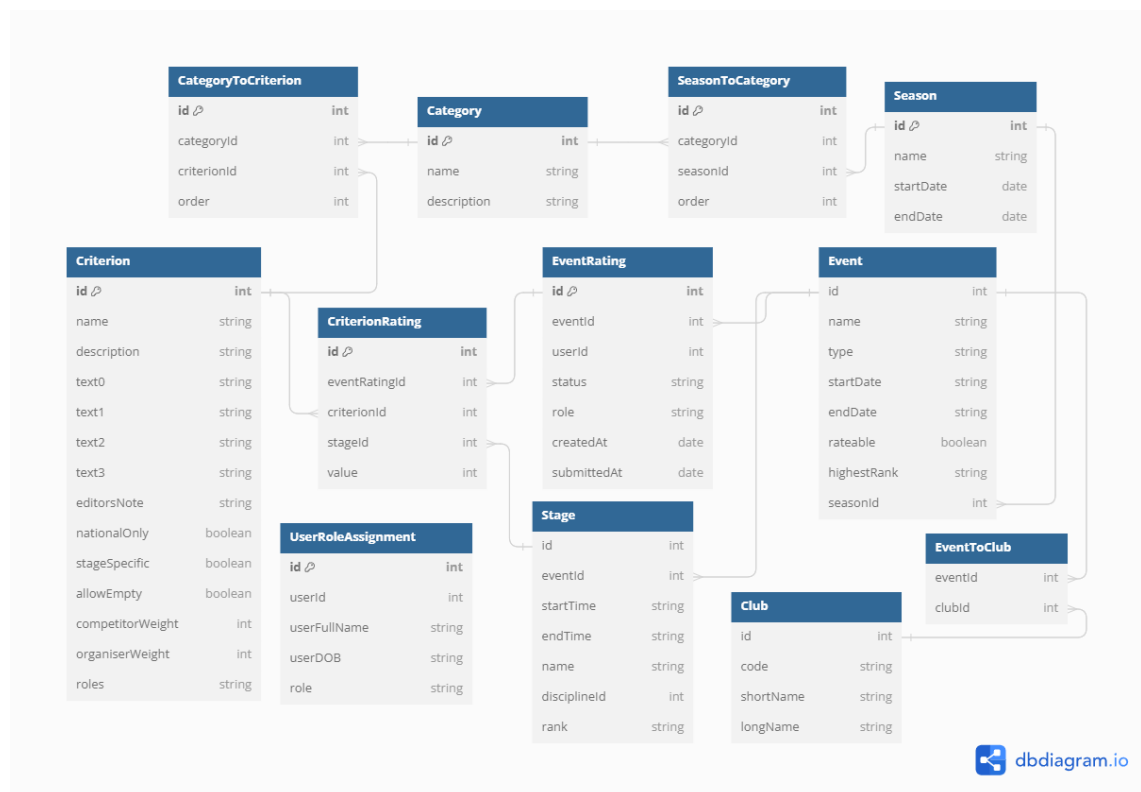 CategoryToCriterion
id int
categoryId int
criterionId int
order int
Category
id int
name string
description string
SeasonToCategory
id int
categoryId int
seasonId int
order int
Season
id int
name string
startDate date
endDate date
Criterion
id int
name string
description string
text0 string
text1 string
text2 string
text3 string
editorsNote string
nationalOnly boolean
stageSpecific boolean
allowEmpty boolean
competitorWeight int
organiserWeight int
roles string
CriterionRating
id int
eventRatingId int
criterionId int
stageId int
value int
EventRating
id int
eventId int
userId int
status string
role string
createdAt date
submittedAt date
Event
id int
name string
type string
startDate string
endDate string
rateable boolean
highestRank string
seasonId int
UserRoleAssignment
id int
userId int
userFullName string
userDOB string
role string
Stage
id int
eventId int
startTime string
endTime string
name string
disciplineId int
rank string
Club
id int
code string
shortName string
longName string
EventToClub
eventId int
clubId int
dbdiagram.io